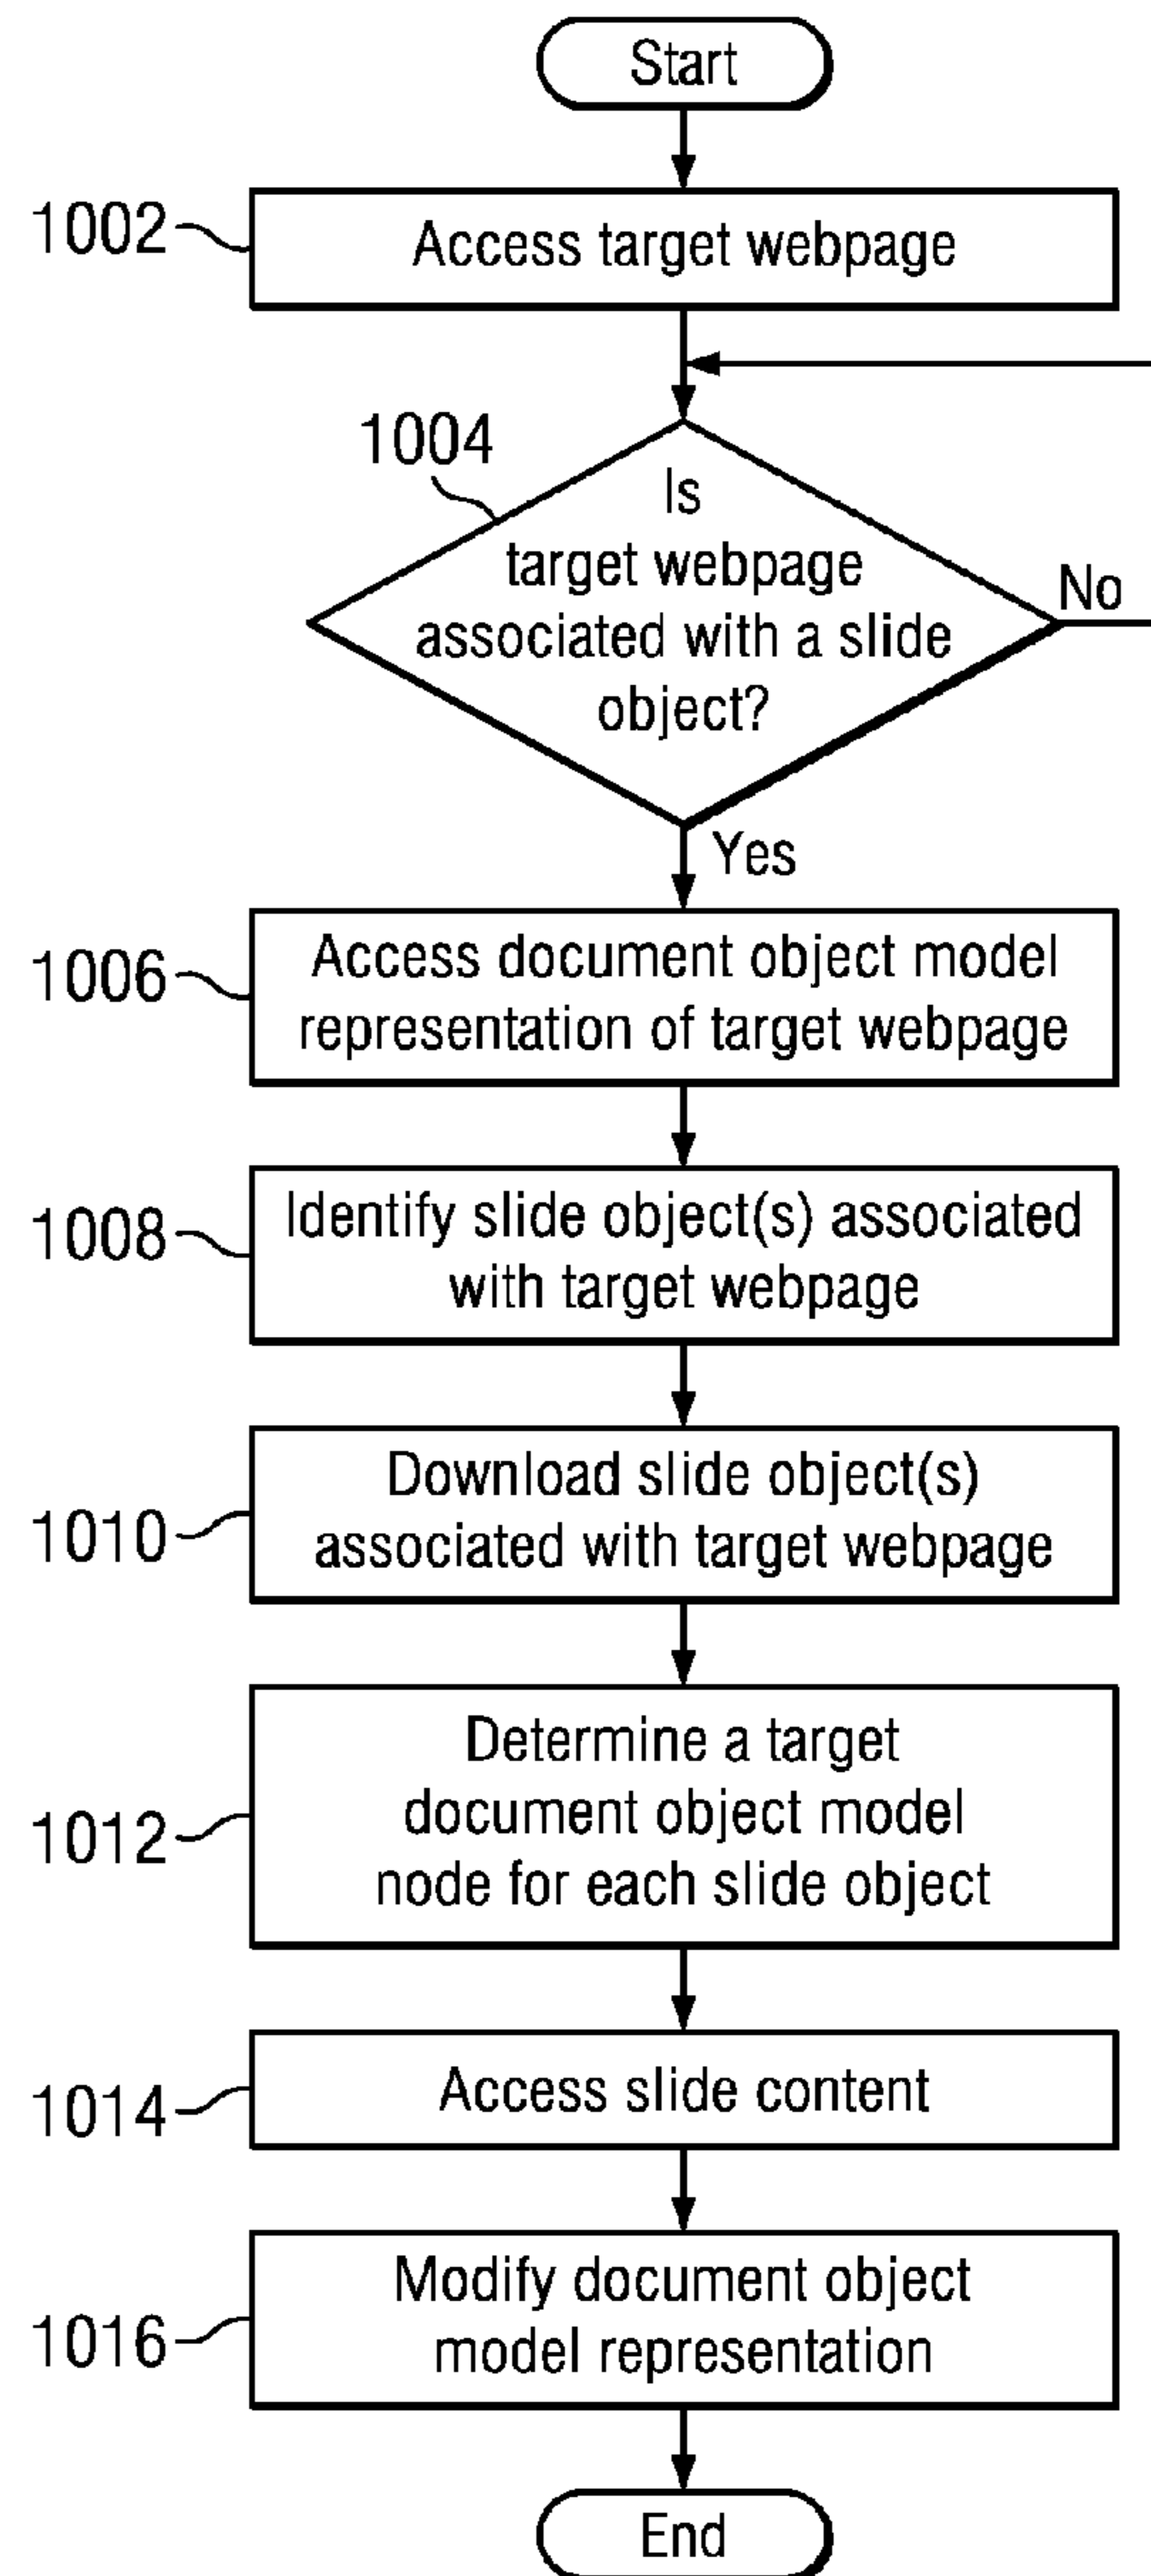 Start
1002
Access target webpage
1004
Is
target webpage
associated with a slide
object?
No
Yes
1006
Access document object model
representation of target webpage
1008
Identify slide object(s) associated
with target webpage
1010
Download slide object(s)
associated with target webpage
1012
Determine a target
document object model
node for each slide object
1014
Access slide content
1016
Modify document object
model representation
End